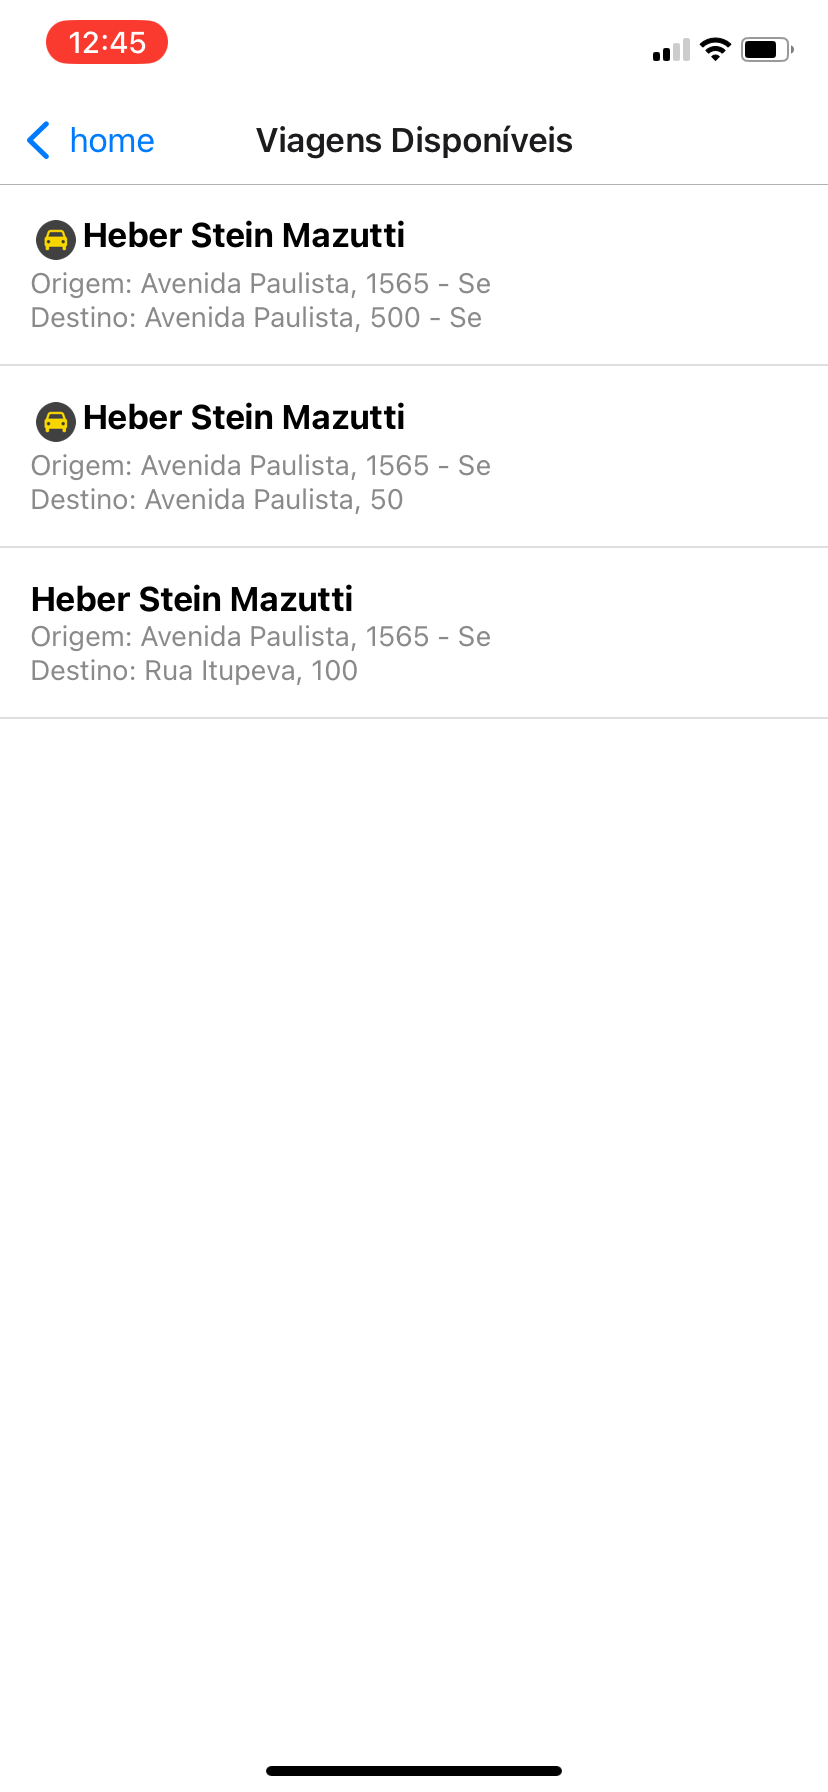 12:45
home
Viagens Disponíveis
Heber Stein Mazutti
Origem: Avenida Paulista, 1565 - Se
Destino: Avenida Paulista, 500 - Se
Heber Stein Mazutti
Origem: Avenida Paulista, 1565 - Se
Destino: Avenida Paulista, 50
Heber Stein Mazutti
Origem: Avenida Paulista, 1565 - Se
Destino: Rua Itupeva, 100